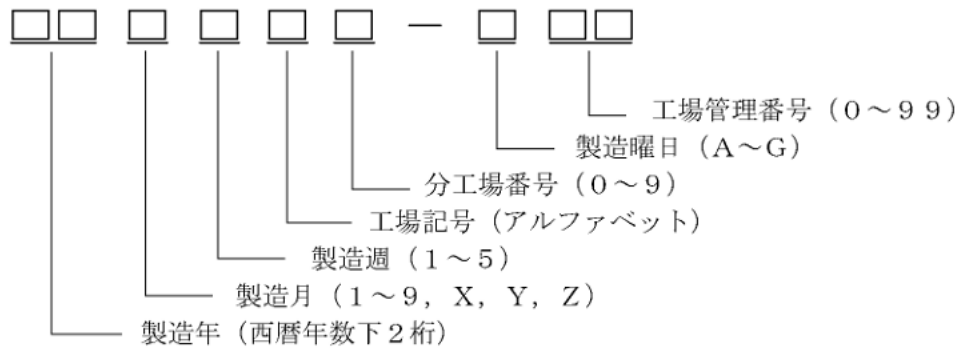 －
工場管理番号（０～９９）
製造曜日（Ａ～Ｇ）
分工場番号（０～９）
工場記号（アルファベット）
製造週（１～５）
製造月（１～９，Ｘ，Ｙ，Ｚ）
製造年（西暦年数下２桁）